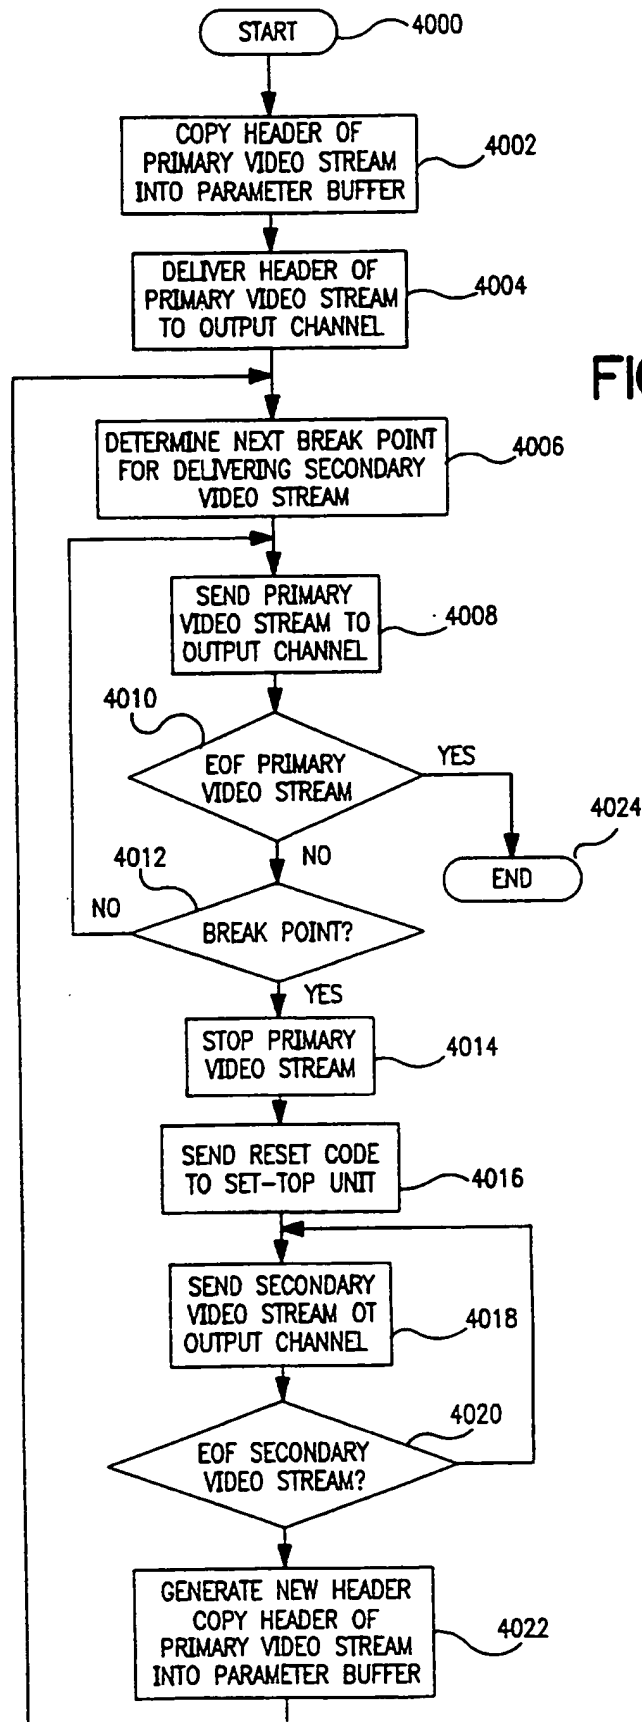 START
4000
COPY HEADER OF
PRIMARY VIDEO STREAM
INTO PARAMETER BUFFER
4002
DELIVER HEADER OF
PRIMARY VIDEO STREAM
TO OUTPUT CHANNEL
4004
FIG
DETERMINE NEXT BREAK POINT
FOR DELIVERING SECONDARY
VIDEO STREAM
4006
SEND PRIMARY
VIDEO STREAM TO
OUTPUT CHANNEL
4008
4010
EOF PRIMARY
VIDEO STREAM
YES
NO
4024
END
4012
NO
BREAK POINT?
YES
STOP PRIMARY
VIDEO STREAM
4014
SEND RESET CODE
TO SET-TOP UNIT
4016
SEND SECONDARY
VIDEO STREAM OT
OUTPUT CHANNEL
4018
4020
EOF SECONDARY
VIDEO STREAM?
GENERATE NEW HEADER
COPY HEADER OF
PRIMARY VIDEO STREAM
INTO PARAMETER BUFFER
4022